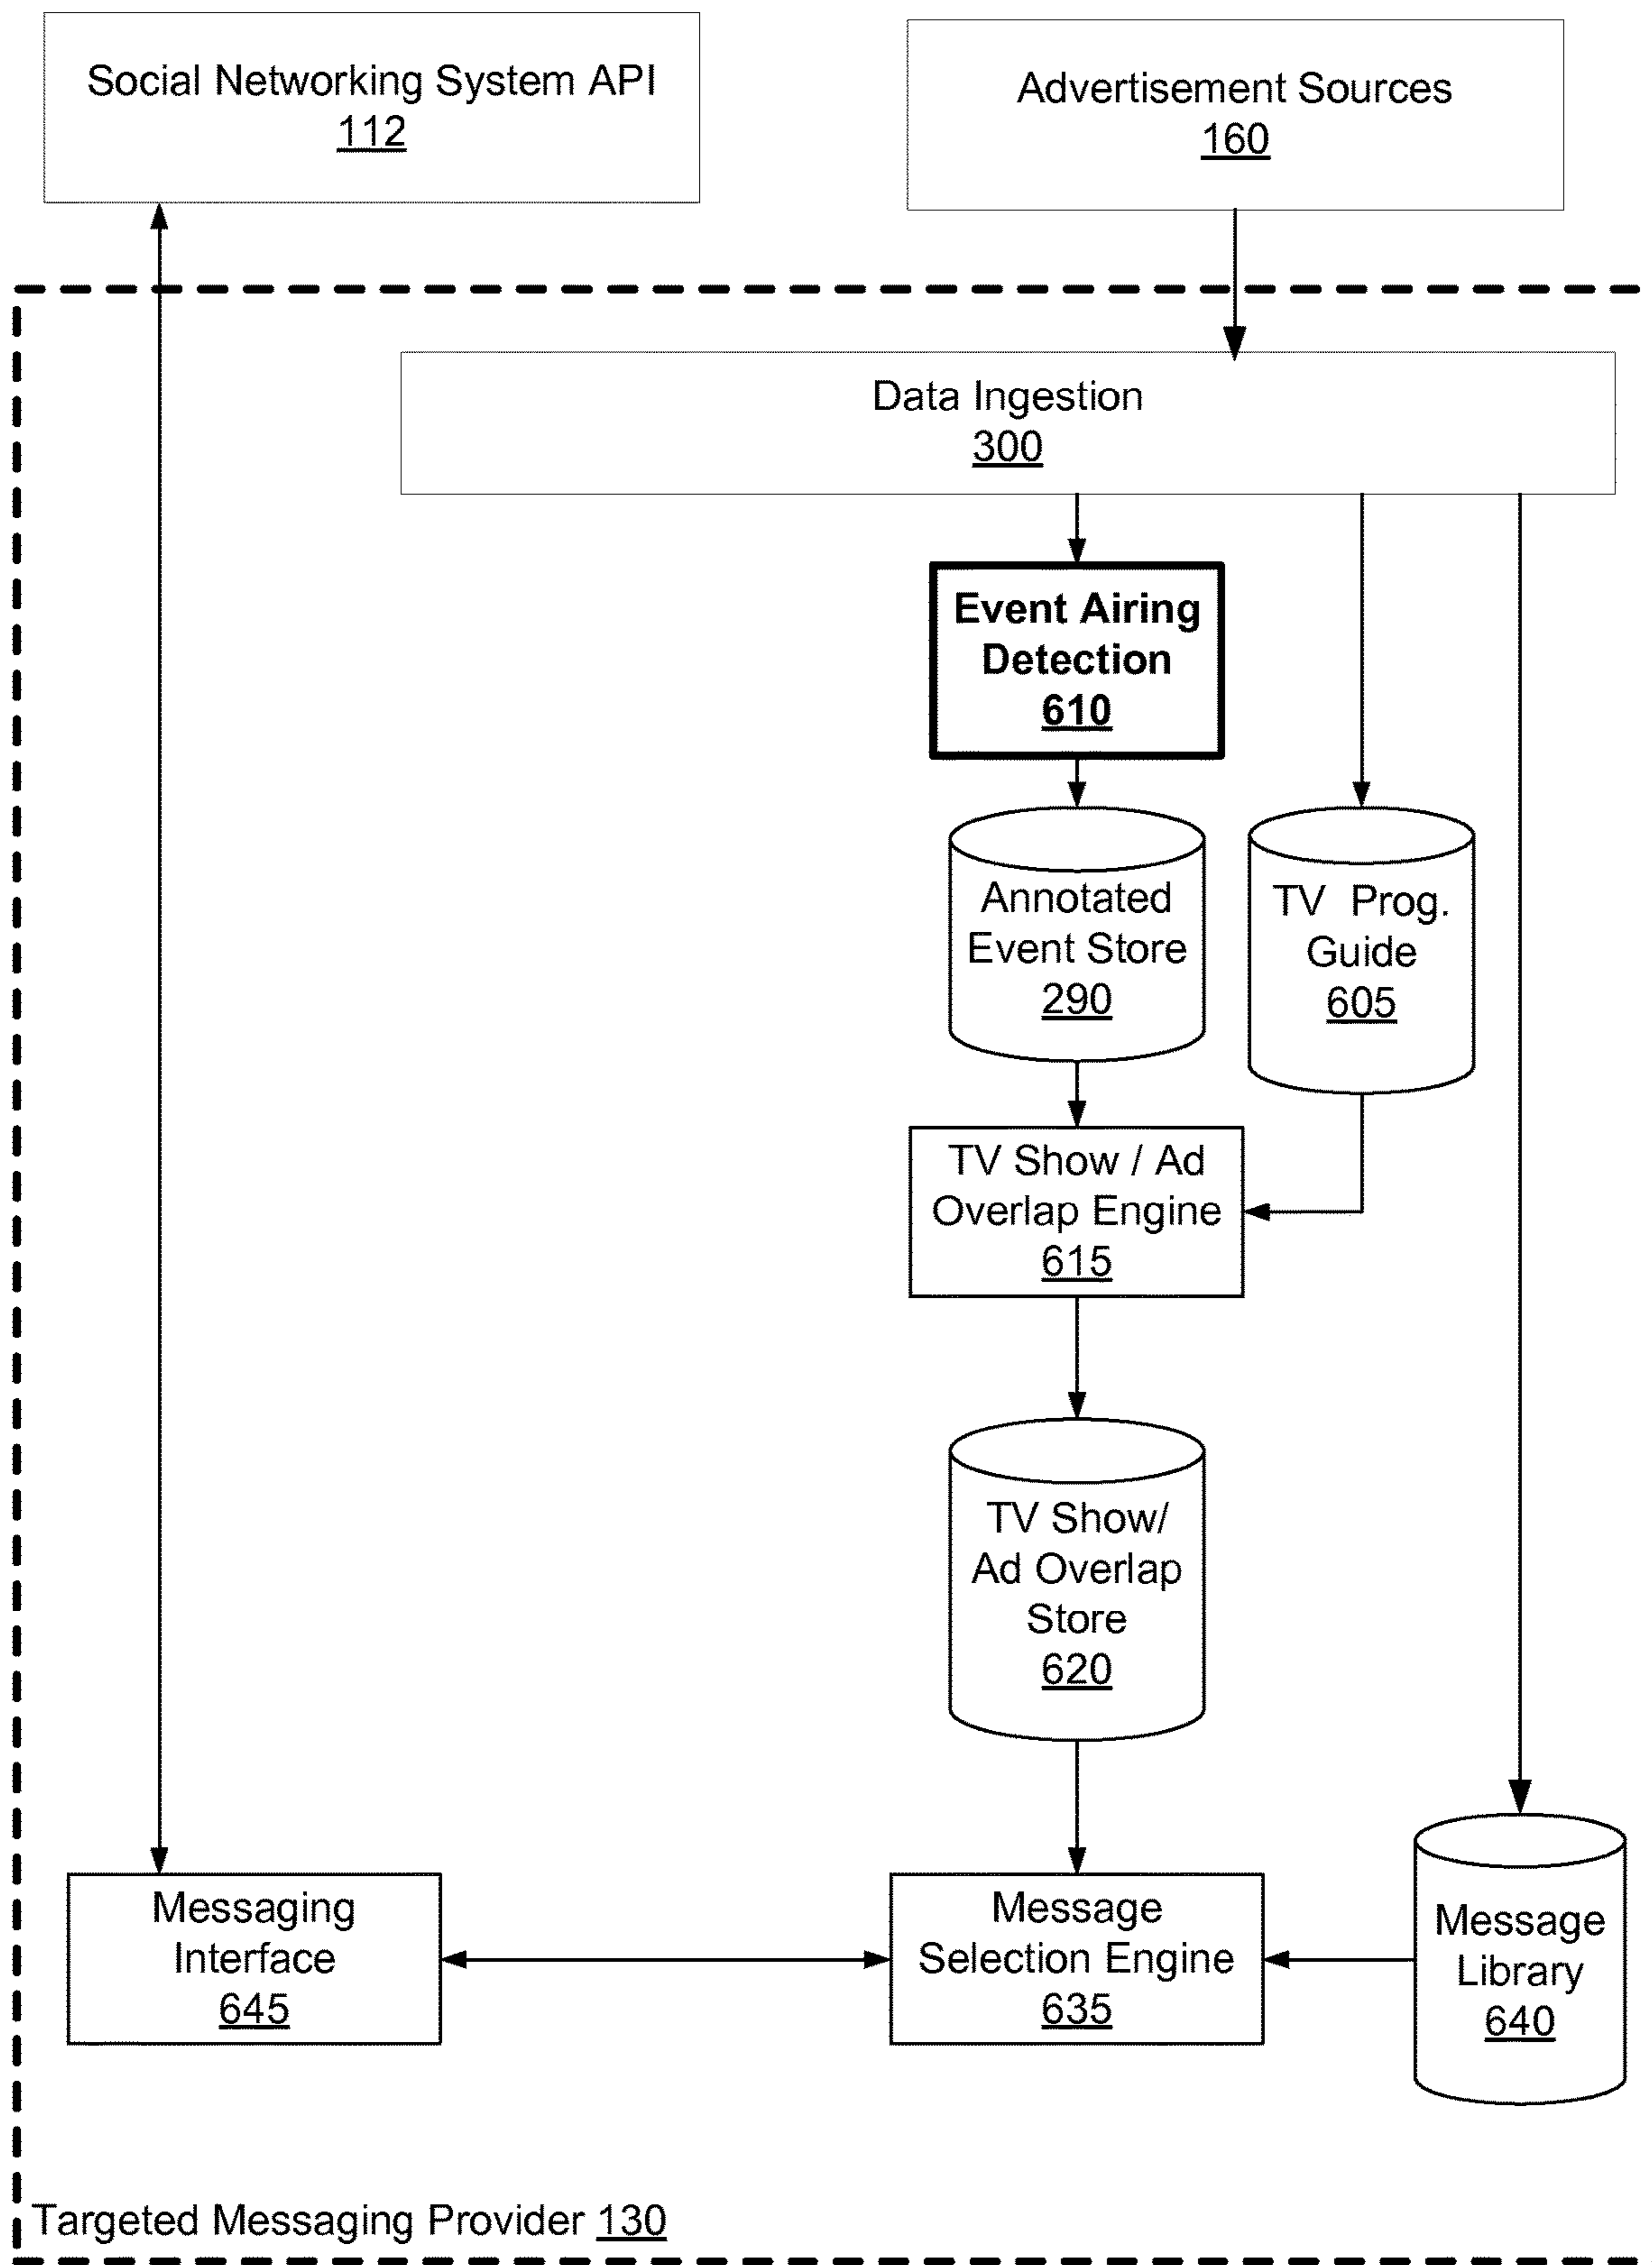 Social Networking System API
112
Advertisement Sources
160
Data Ingestion
300
Event Airing
Detection
610
Annotated
Event Store
290
TV Prog.
Guide
605
TV Show / Ad
Overlap Engine
615
TV Show/
Ad Overlap
Store
620
Messaging
Interface
645
Message
Selection Engine
635
Message
Library
640
Targeted Messaging Provider 130